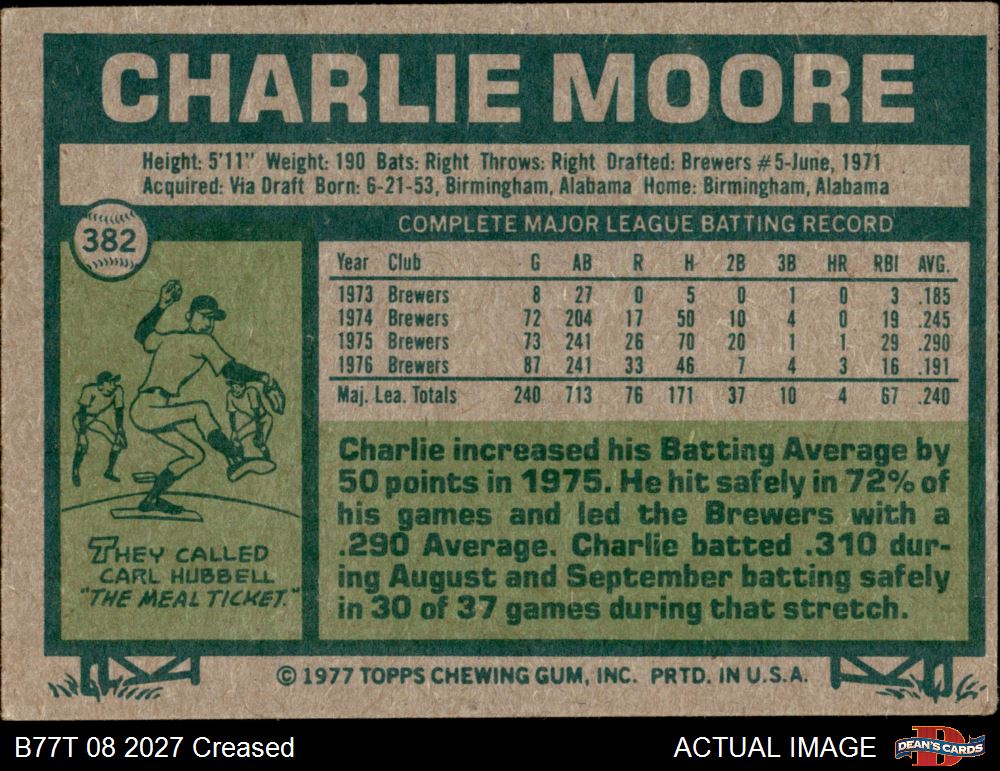 CHARLIE MOORE
Height: 5'11" Weight: 190 Bats: Right Throws: Right Drafted: Brewers #5-June, 1971
Acquired: Via Draft Born: 6-21-53, Birmingham, Alabama Home: Birmingham, Alabama
382
COMPLETE MAJOR LEAGUE BATTING RECORD
Year Club G AB R H 2B 3B HR RBI AVG.
1973 Brewers 8 27 0 5 0 1 0 3 .185
1974 Brewers 72 204 17 50 10 4 0 19 .245
1975 Brewers 73 241 26 70 20 1 1 29 .290
1976 Brewers 87 241 33 46 7 4 3 16 .191
Maj. Lea. Totals 240 713 76 171 37 10 4 67 .240
THEY CALLED
CARL HUBBELL
"THE MEAL TICKET."
Charlie increased his Batting Average by
50 points in 1975. He hit safely in 72% of
his games and led the Brewers with a
.290 Average. Charlie batted .310 dur-
ing August and September batting safely
in 30 of 37 games during that stretch.
© 1977 TOPPS CHEWING GUM, INC. PRTD. IN U.S.A.
B77T 08 2027 Creased
ACTUAL IMAGE
D
DEAN'S CARDS